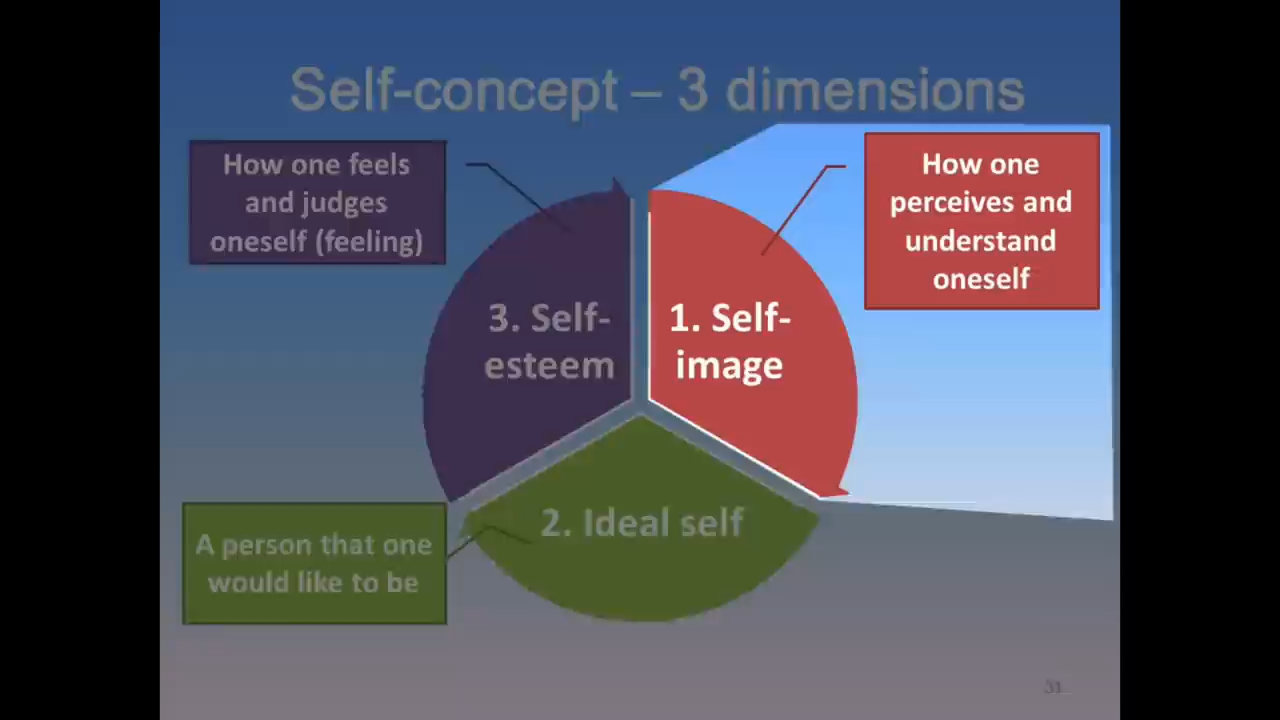 Self-concept – 3 dimensions
How one feels
and judges
oneself (feeling)
How one
perceives and
understand
oneself
3. Self-
esteem
1. Self-
image
2. Ideal self
A person that one
would like to be
31